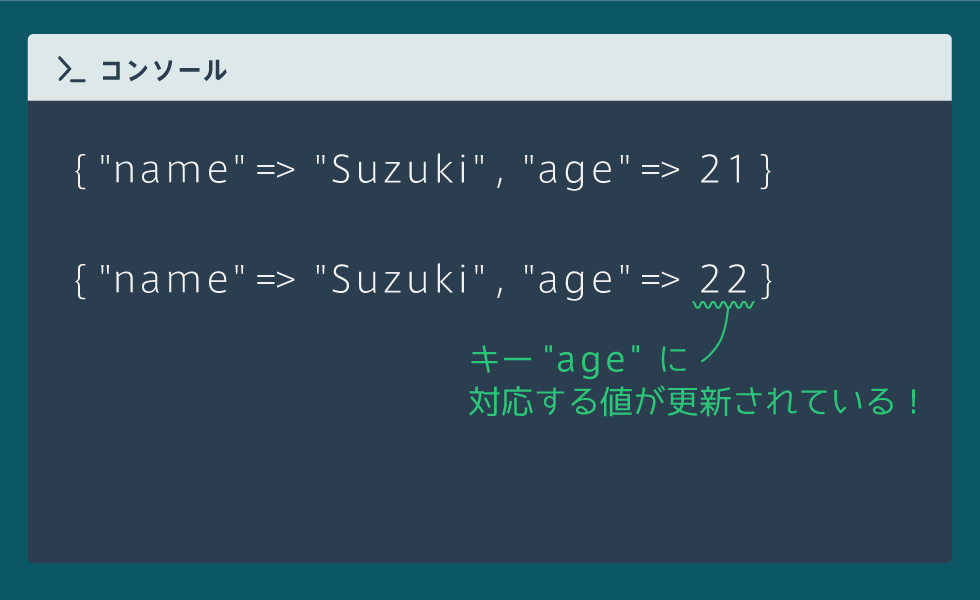 >_ コンソール
{ "name" => "Suzuki", "age" => 21 }
{ "name" => "Suzuki", "age" => 22 }
キー "age" に
対応する値が更新されている！